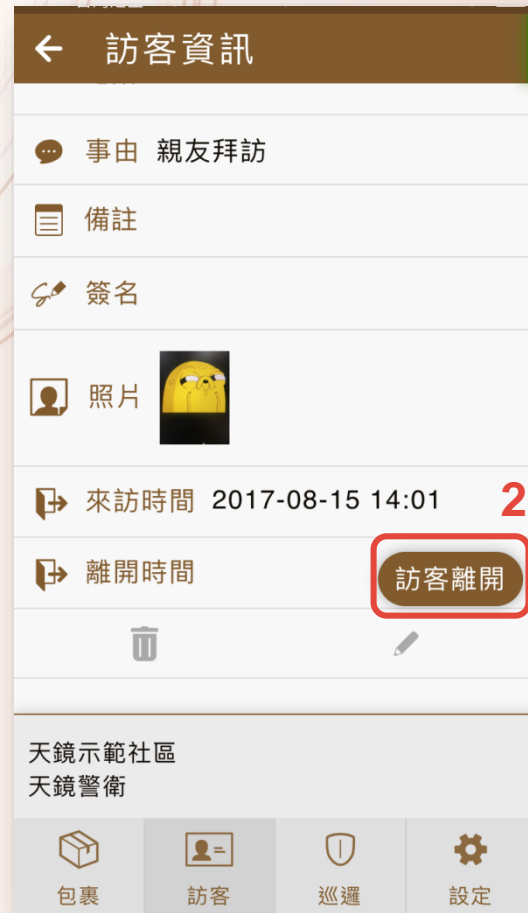 訪客資訊
事由 親友拜訪
備註
簽名
照片
來訪時間 2017-08-15 14:01
2
離開時間 訪客離開
天鏡示範社區
天鏡警衛
包裹 訪客 巡邏 設定